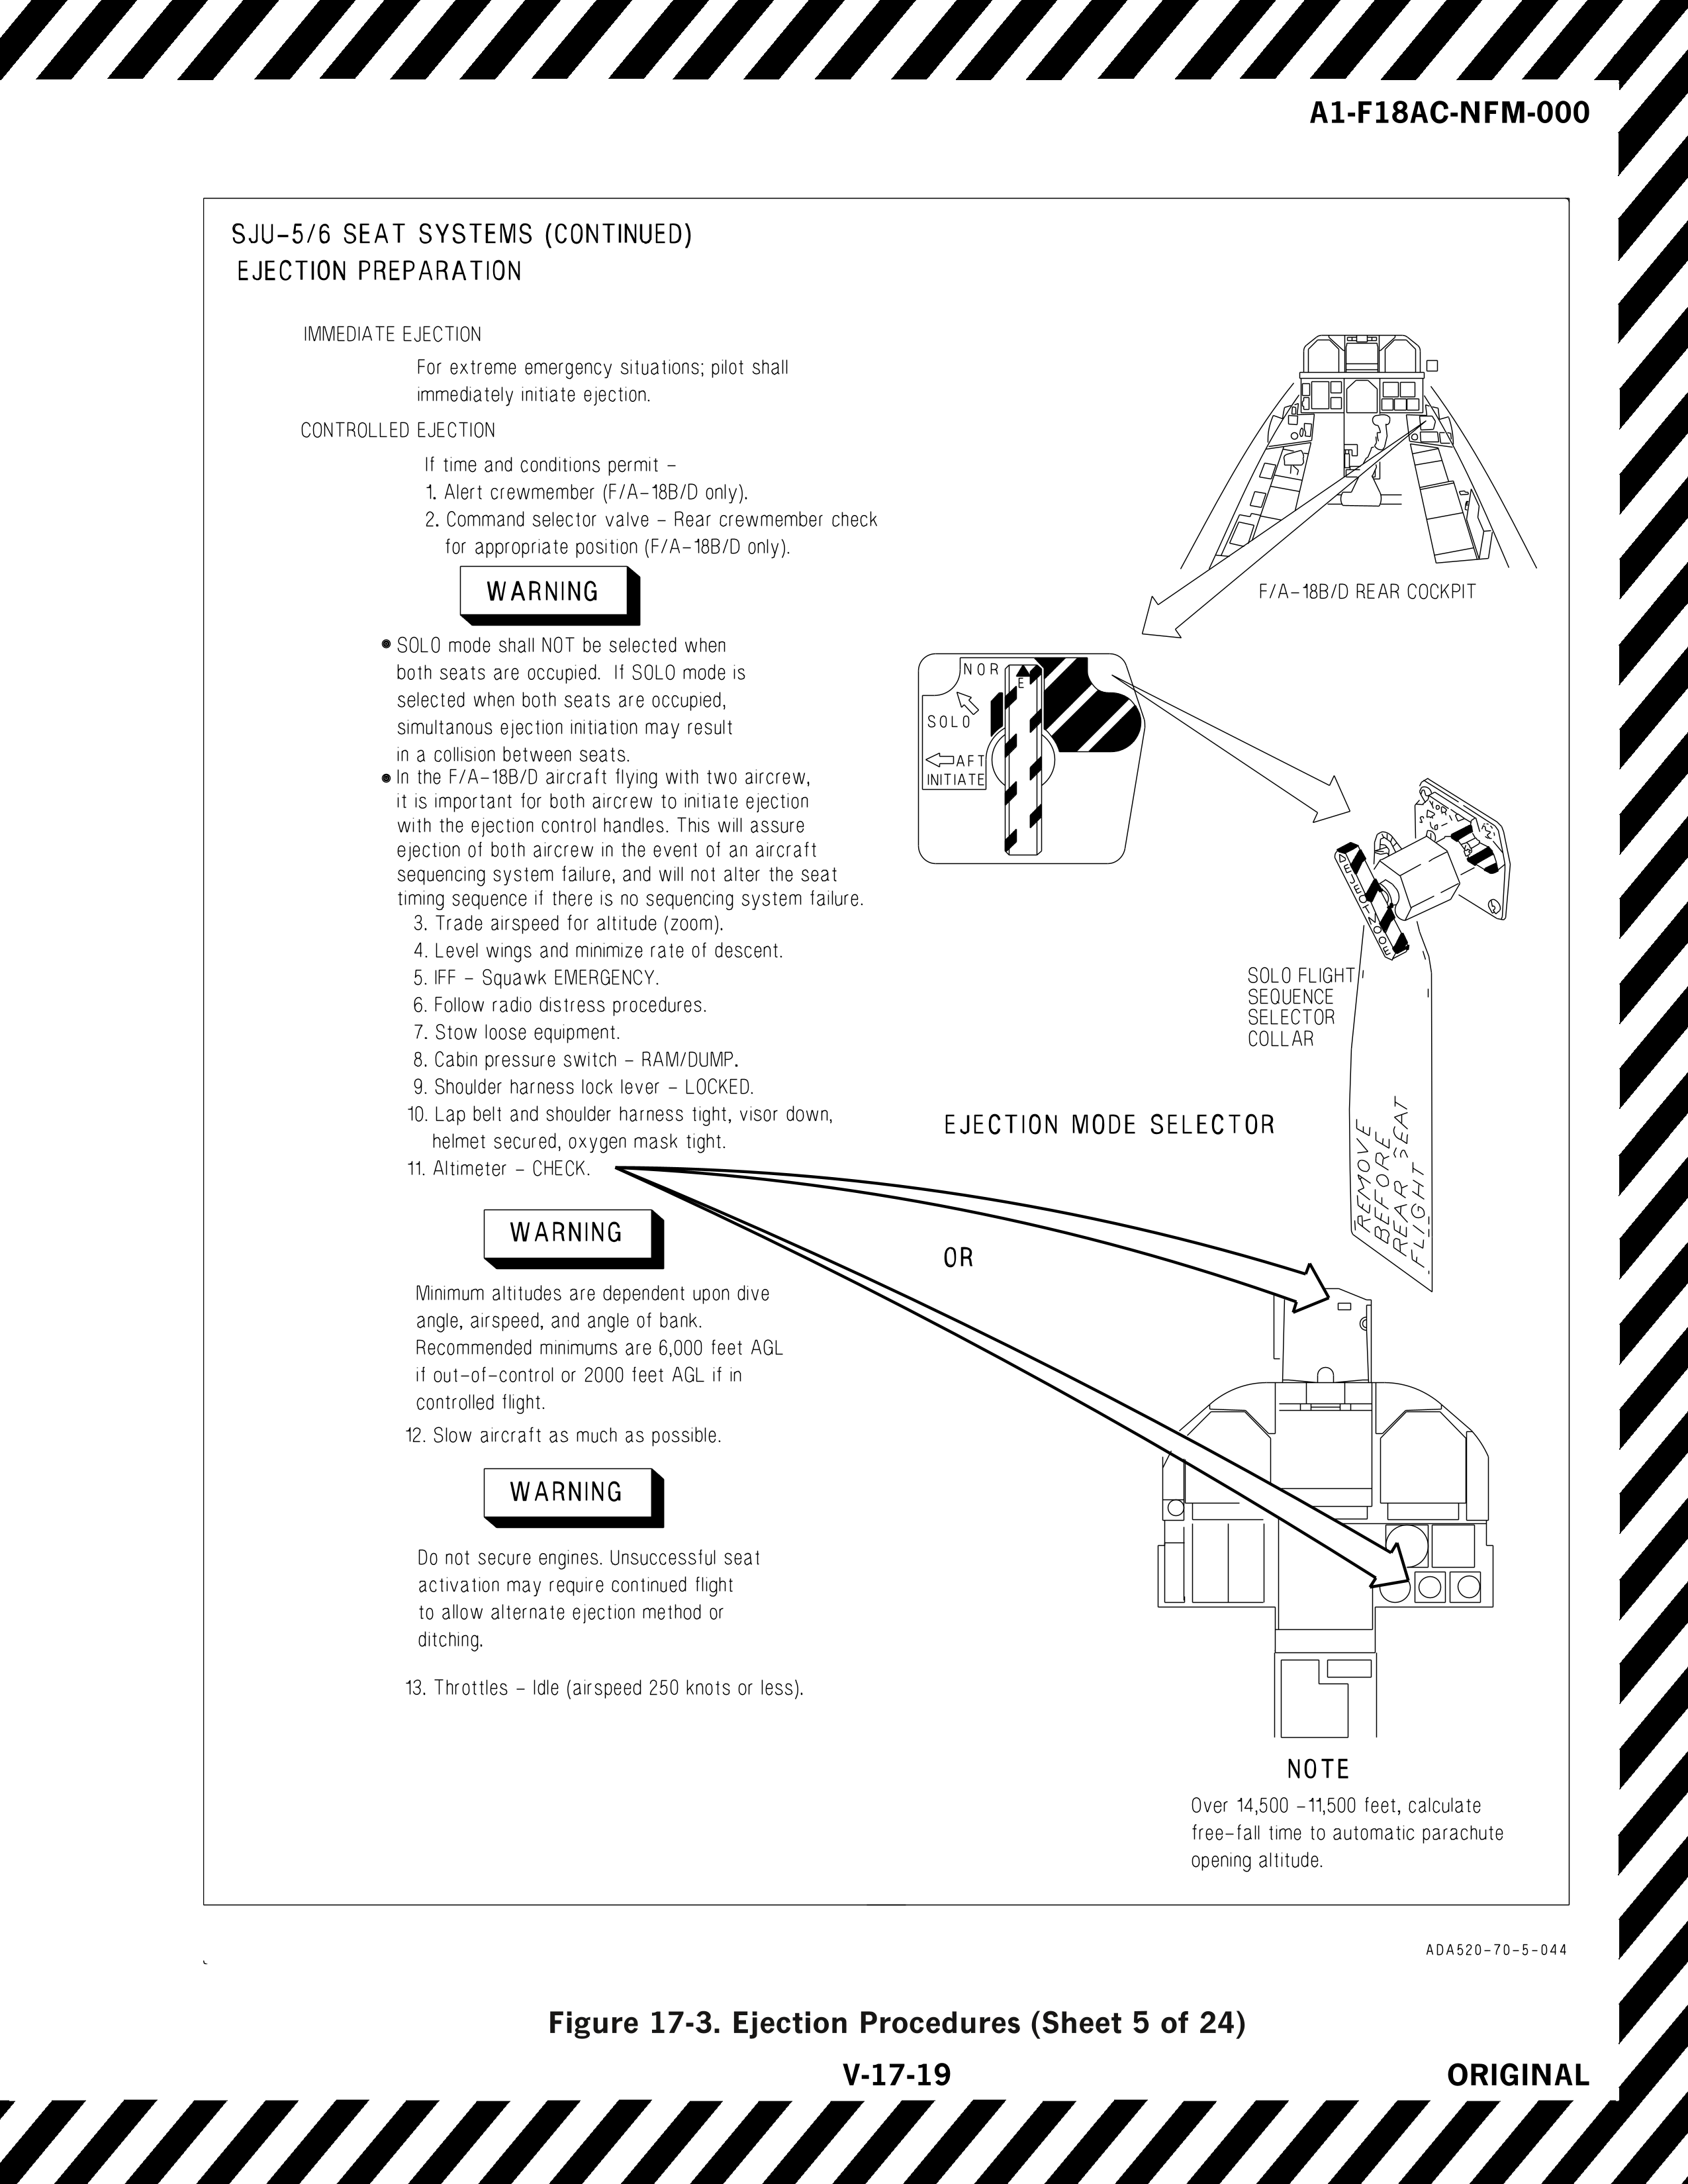 A1-F18AC-NFM-000
SJU-5/6 SEAT SYSTEMS (CONTINUED)
EJECTION PREPARATION
IMMEDIATE EJECTION
For extreme emergency situations; pilot shall
immediately initiate ejection.
CONTROLLED EJECTION
If time and conditions permit –
1. Alert crewmember (F/A-18B/D only).
2. Command selector valve – Rear crewmember check
for appropriate position (F/A-18B/D only).
WARNING
● SOLO mode shall NOT be selected when
both seats are occupied. If SOLO mode is
selected when both seats are occupied,
simultanous ejection initiation may result
in a collision between seats.
● In the F/A-18B/D aircraft flying with two aircrew,
it is important for both aircrew to initiate ejection
with the ejection control handles. This will assure
ejection of both aircrew in the event of an aircraft
sequencing system failure, and will not alter the seat
timing sequence if there is no sequencing system failure.
3. Trade airspeed for altitude (zoom).
4. Level wings and minimize rate of descent.
5. IFF – Squawk EMERGENCY.
6. Follow radio distress procedures.
7. Stow loose equipment.
8. Cabin pressure switch – RAM/DUMP.
9. Shoulder harness lock lever – LOCKED.
10. Lap belt and shoulder harness tight, visor down,
helmet secured, oxygen mask tight.
11. Altimeter – CHECK.
WARNING
Minimum altitudes are dependent upon dive
angle, airspeed, and angle of bank.
Recommended minimums are 6,000 feet AGL
if out-of-control or 2000 feet AGL if in
controlled flight.
12. Slow aircraft as much as possible.
WARNING
Do not secure engines. Unsuccessful seat
activation may require continued flight
to allow alternate ejection method or
ditching.
13. Throttles – Idle (airspeed 250 knots or less).
F/A-18B/D REAR COCKPIT
NOR
E
SOLO
AFT
INITIATE
EJECT MODE
SOLO FLIGHT
SEQUENCE
SELECTOR
COLLAR
REMOVE
BEFORE
REAR SEAT
FLIGHT
EJECTION MODE SELECTOR
OR
NOTE
Over 14,500 –11,500 feet, calculate
free-fall time to automatic parachute
opening altitude.
ADA520-70-5-044
Figure 17-3. Ejection Procedures (Sheet 5 of 24)
V-17-19
ORIGINAL